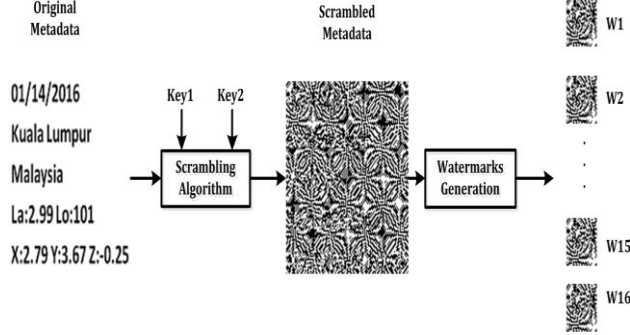 Original
Metadata
01/14/2016
Kuala Lumpur
Malaysia
La:2.99 Lo:101
X:2.79 Y:3.67 Z:-0.25
Key1
Key2
Scrambling
Algorithm
Scrambled
Metadata
Watermarks
Generation
W1
W2
.
.
.
W15
W16